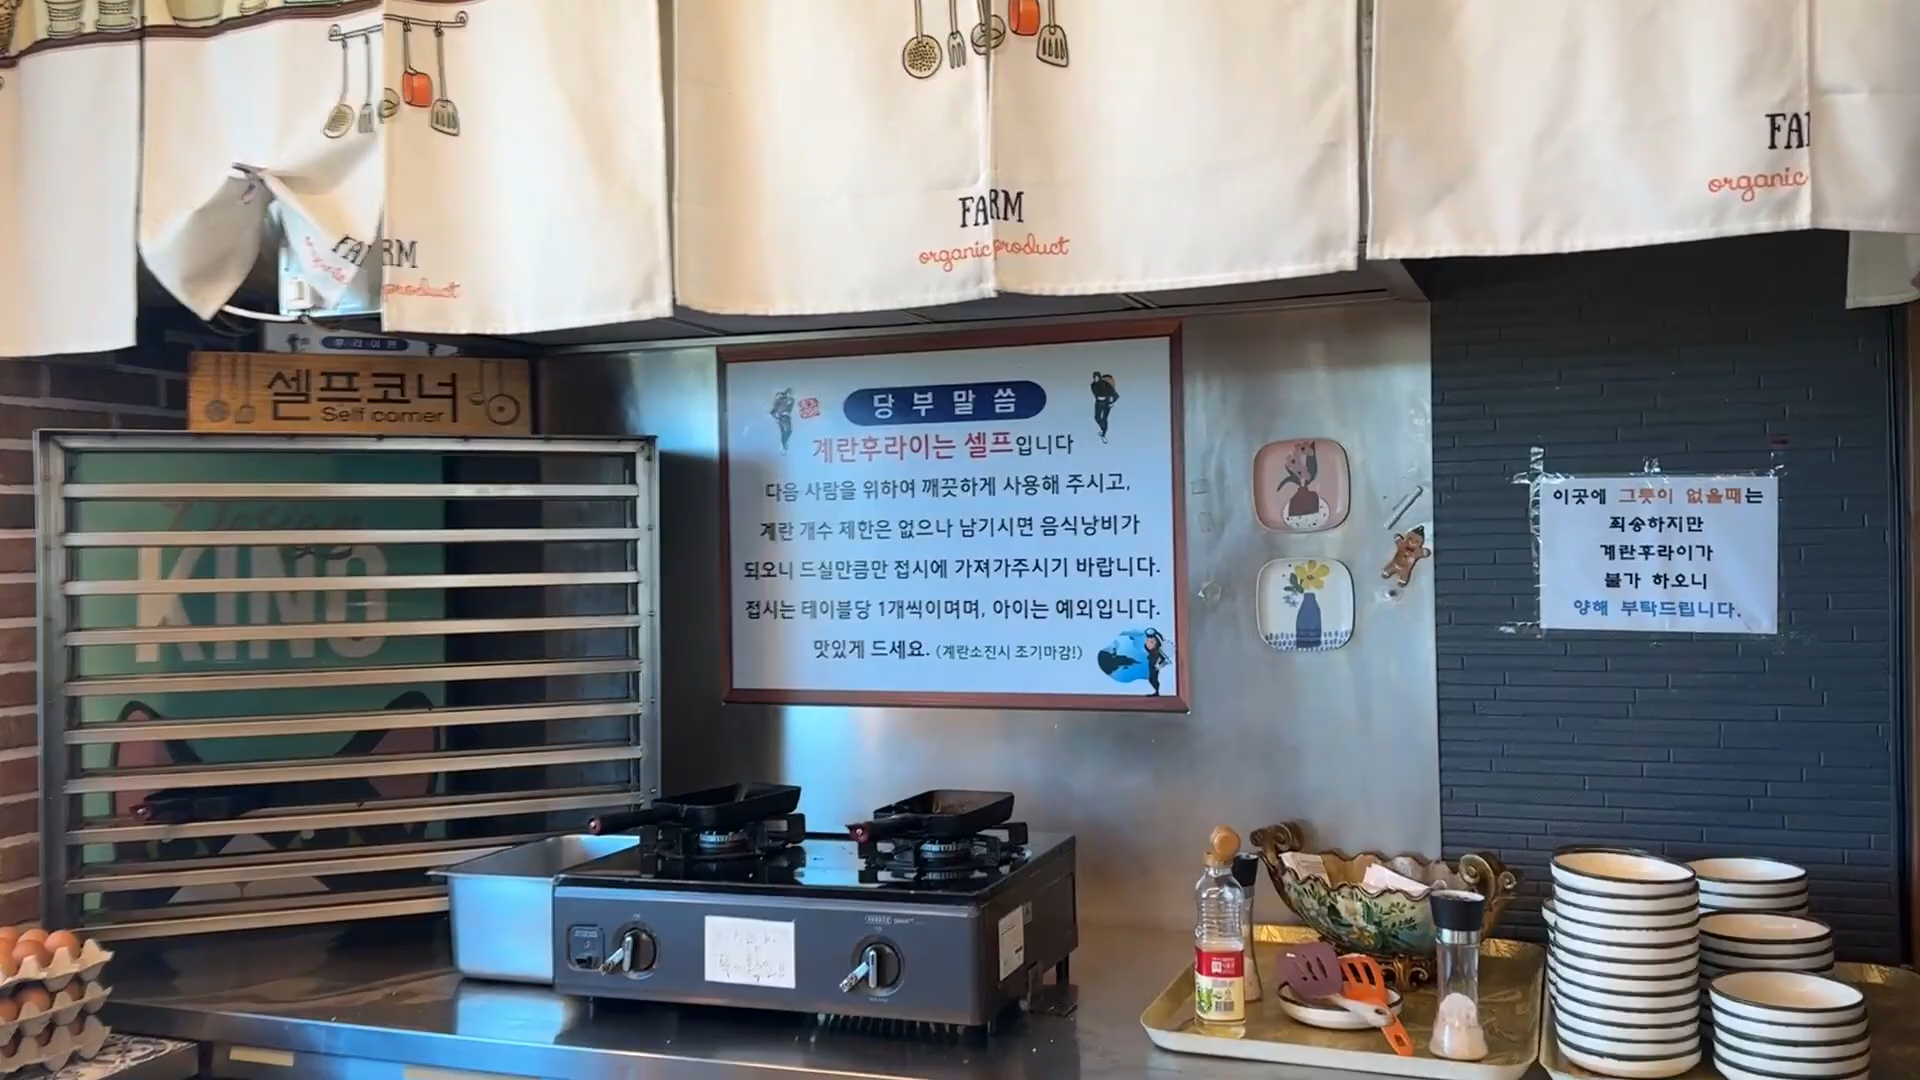 FARM
product
FARM
organic product
FA
organic
셀프코너
Self corner
당부말씀
계란후라이는 셀프입니다
다음 사람을 위하여 깨끗하게 사용해 주시고,
계란 개수 제한은 없으나 남기시면 음식낭비가
되오니 드실만큼만 접시에 가져가주시기 바랍니다.
접시는 테이블당 1개씩이며며, 아이는 예외입니다.
맛있게 드세요. (계란소진시 조기마감!)
이곳에 그릇이 없을때는
죄송하지만
계란후라이가
불가 하오니
양해 부탁드립니다.
KING